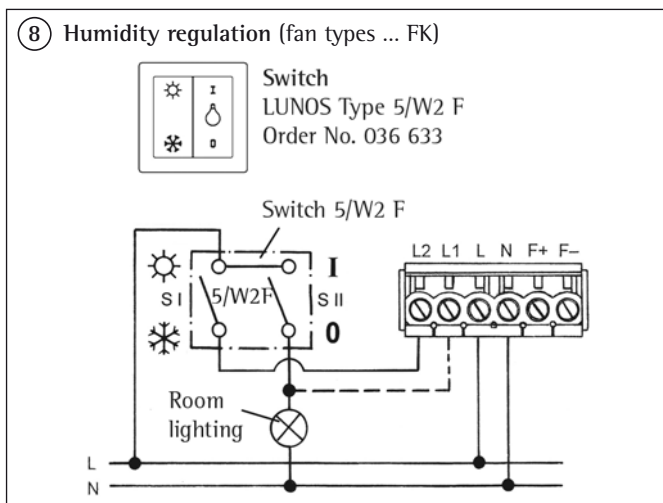 8 Humidity regulation (fan types ... FK)
I
0
Switch
LUNOS Type 5/W2 F
Order No. 036 633
Switch 5/W2 F
L2 L1 L N F+ F–
I
S I 5/W2F S II
0
Room
lighting
L
N